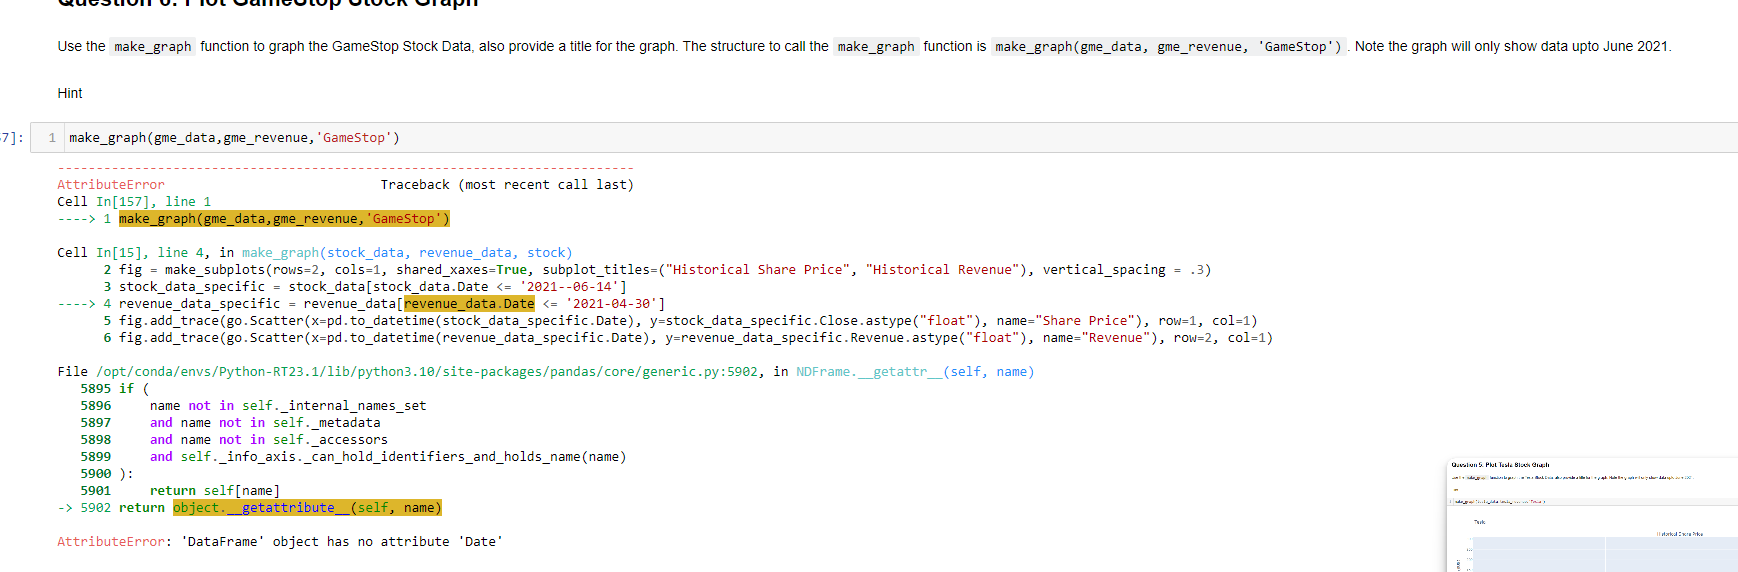 Question 6: Plot GameStop Stock Graph
Use the make_graph function to graph the GameStop Stock Data, also provide a title for the graph. The structure to call the make_graph function is make_graph(gme_data, gme_revenue, 'GameStop'). Note the graph will only show data upto June 2021.
Hint
7]: 1 make_graph(gme_data,gme_revenue,'GameStop')
---------------------------------------------------------------------------
AttributeError Traceback (most recent call last)
Cell In[157], line 1
----> 1 make_graph(gme_data,gme_revenue,'GameStop')
Cell In[15], line 4, in make_graph(stock_data, revenue_data, stock)
2 fig = make_subplots(rows=2, cols=1, shared_xaxes=True, subplot_titles=("Historical Share Price", "Historical Revenue"), vertical_spacing = .3)
3 stock_data_specific = stock_data[stock_data.Date <= '2021--06-14']
----> 4 revenue_data_specific = revenue_data[revenue_data.Date <= '2021-04-30']
5 fig.add_trace(go.Scatter(x=pd.to_datetime(stock_data_specific.Date), y=stock_data_specific.Close.astype("float"), name="Share Price"), row=1, col=1)
6 fig.add_trace(go.Scatter(x=pd.to_datetime(revenue_data_specific.Date), y=revenue_data_specific.Revenue.astype("float"), name="Revenue"), row=2, col=1)
File /opt/conda/envs/Python-RT23.1/lib/python3.10/site-packages/pandas/core/generic.py:5902, in NDFrame.__getattr__(self, name)
5895 if (
5896 name not in self._internal_names_set
5897 and name not in self._metadata
5898 and name not in self._accessors
5899 and self._info_axis._can_hold_identifiers_and_holds_name(name)
5900 ):
5901 return self[name]
-> 5902 return object.__getattribute__(self, name)
AttributeError: 'DataFrame' object has no attribute 'Date'
Question 5: Plot Tesla Stock Graph
Tesla
Historical Share Price